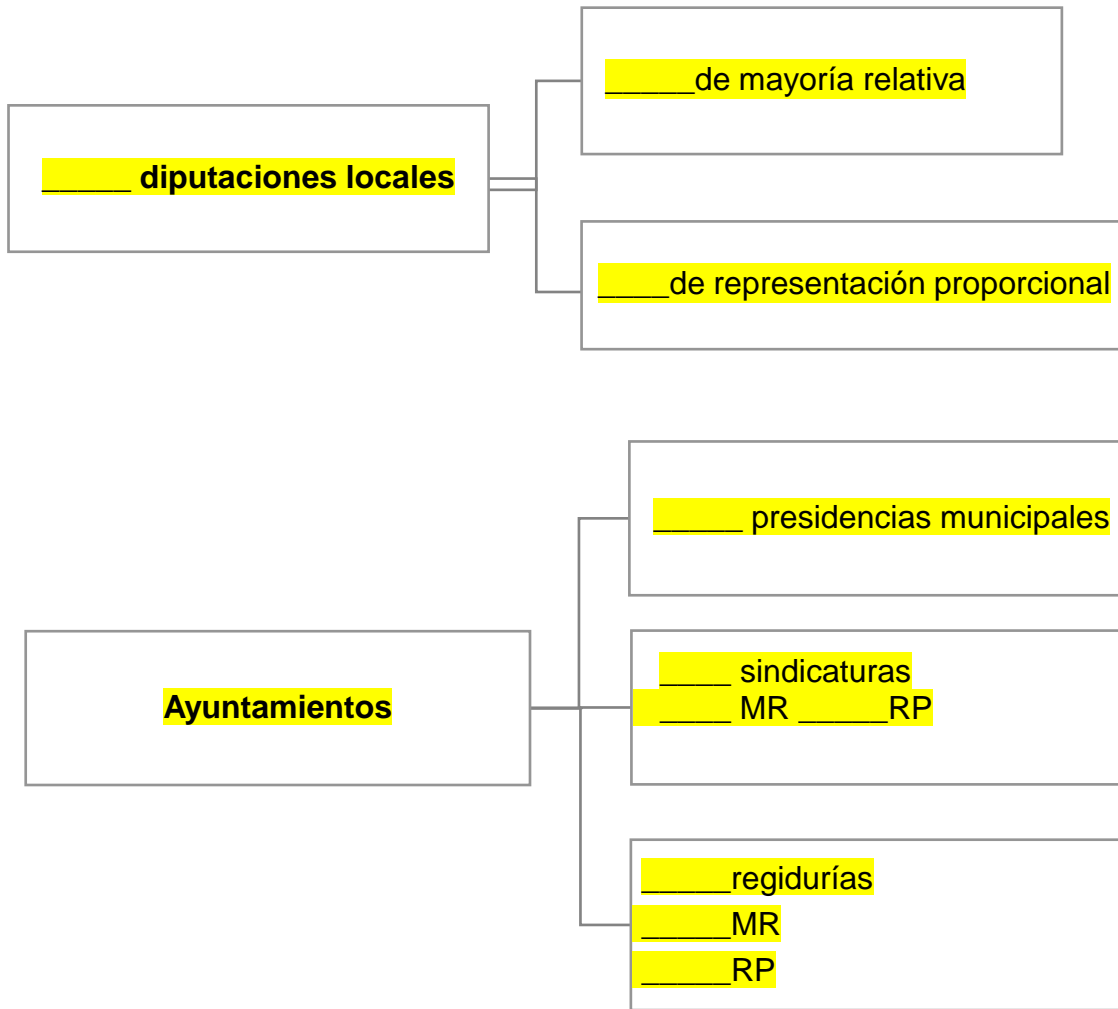 _____de mayoría relativa
_____ diputaciones locales
____de representación proporcional
_____ presidencias municipales
____ sindicaturas
____ MR _____RP
Ayuntamientos
_____regidurías
_____MR
_____RP